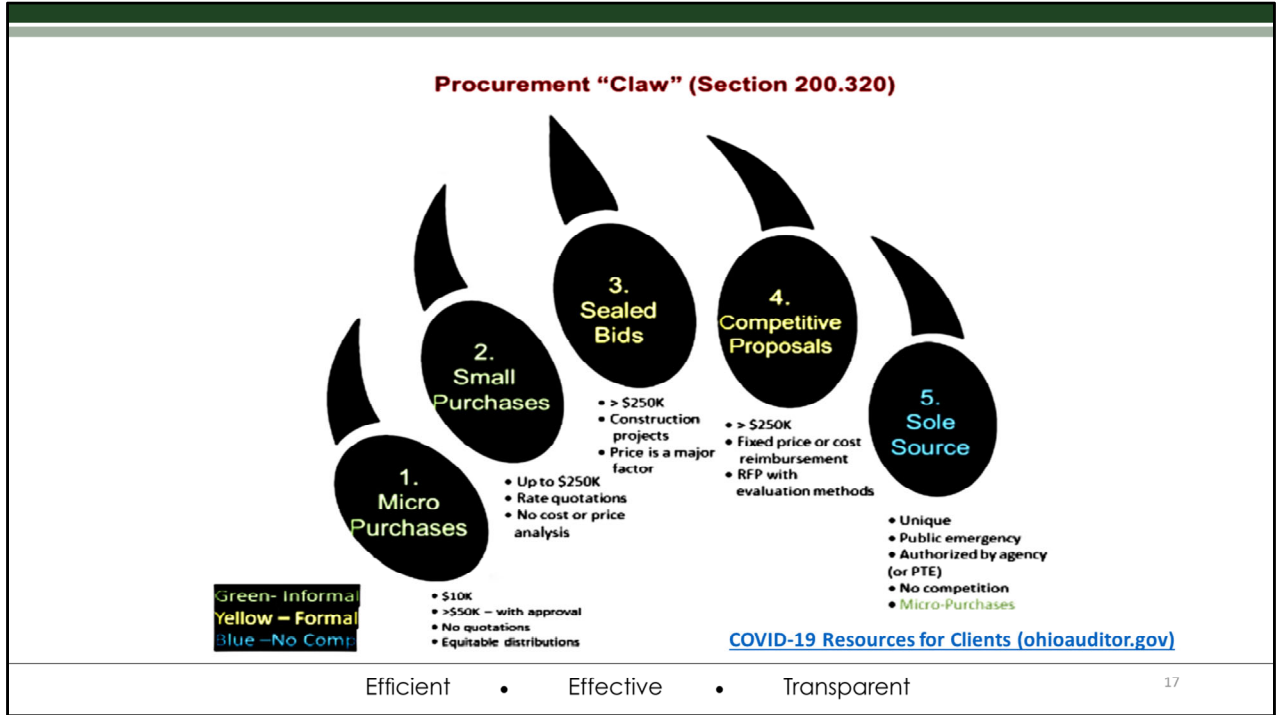 Procurement “Claw” (Section 200.320)
1.
Micro
Purchases
• $10K
• >$50K – with approval
• No quotations
• Equitable distributions
2.
Small
Purchases
• Up to $250K
• Rate quotations
• No cost or price
analysis
3.
Sealed
Bids
• > $250K
• Construction
projects
• Price is a major
factor
4.
Competitive
Proposals
• > $250K
• Fixed price or cost
reimbursement
• RFP with
evaluation methods
5.
Sole
Source
• Unique
• Public emergency
• Authorized by agency
(or PTE)
• No competition
• Micro-Purchases
Green- Informal
Yellow – Formal
Blue –No Comp
COVID-19 Resources for Clients (ohioauditor.gov)
Efficient • Effective • Transparent
17